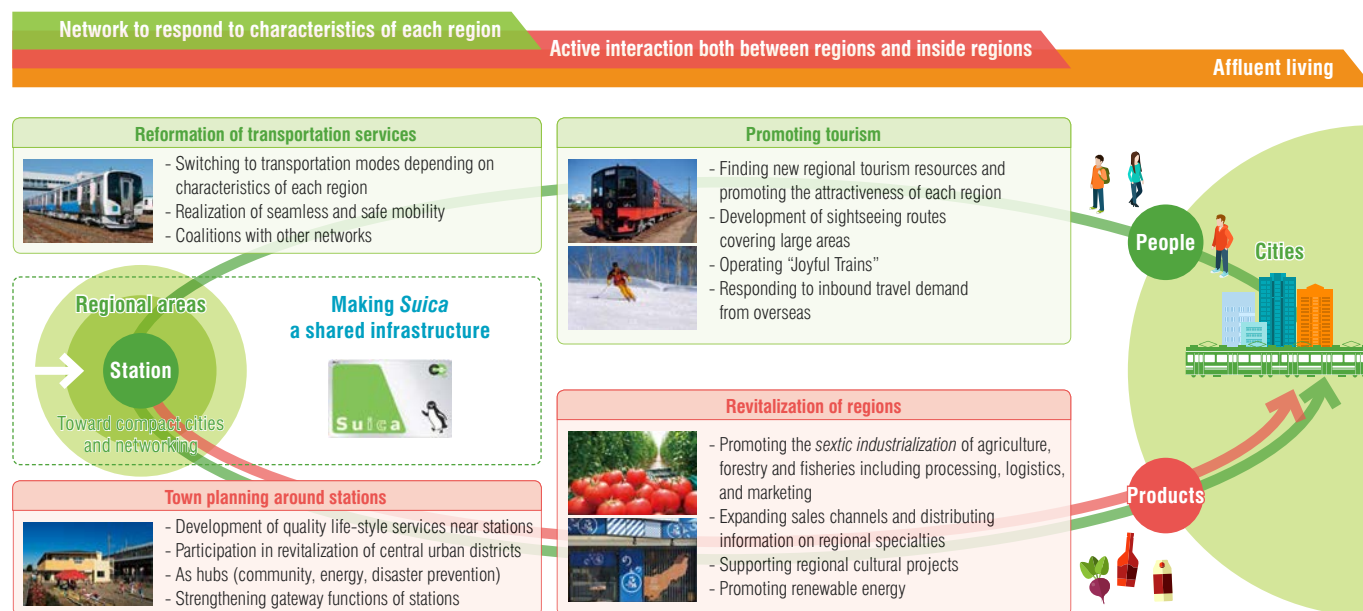 Network to respond to characteristics of each region
Active interaction both between regions and inside regions
Affluent living
Reformation of transportation services
- Switching to transportation modes depending on
characteristics of each region
- Realization of seamless and safe mobility
- Coalitions with other networks
Promoting tourism
- Finding new regional tourism resources and
promoting the attractiveness of each region
- Development of sightseeing routes
covering large areas
- Operating “Joyful Trains”
- Responding to inbound travel demand
from overseas
People
Cities
Regional areas
Station
Toward compact cities
and networking
Making Suica
a shared infrastructure
Suica
Town planning around stations
- Development of quality life-style services near stations
- Participation in revitalization of central urban districts
- As hubs (community, energy, disaster prevention)
- Strengthening gateway functions of stations
Revitalization of regions
- Promoting the sextic industrialization of agriculture,
forestry and fisheries including processing, logistics,
and marketing
- Expanding sales channels and distributing
information on regional specialties
- Supporting regional cultural projects
- Promoting renewable energy
Products